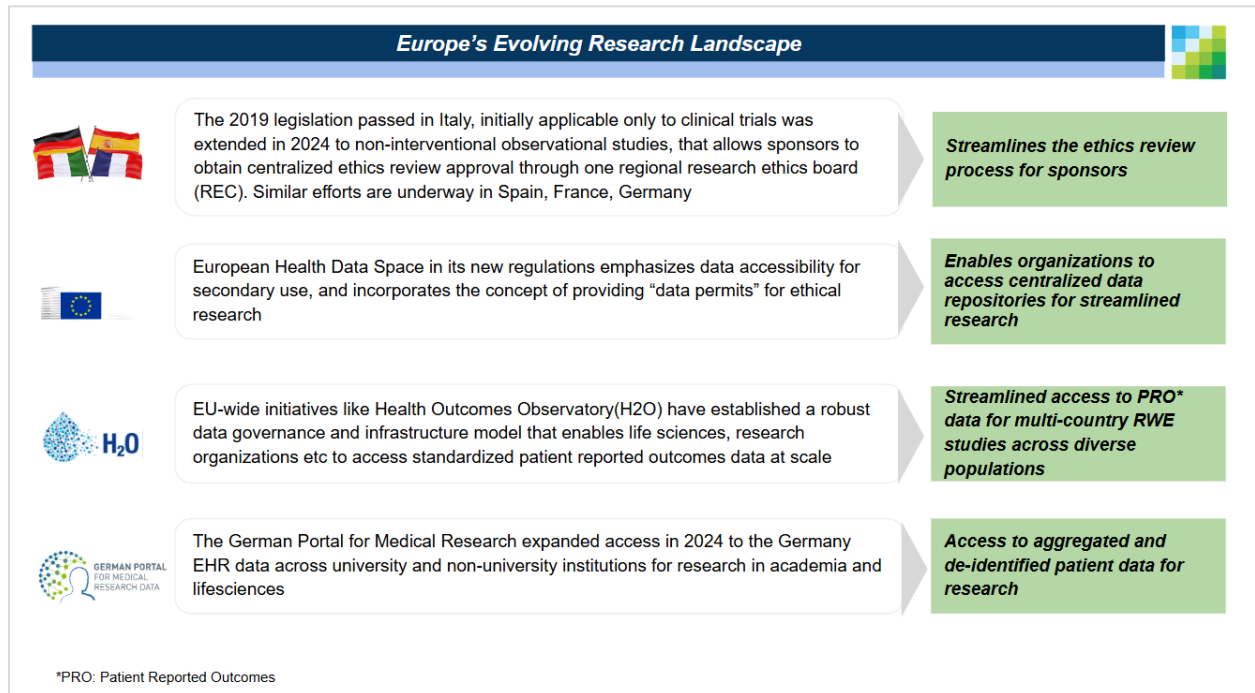 Europe's Evolving Research Landscape
The 2019 legislation passed in Italy, initially applicable only to clinical trials was
extended in 2024 to non-interventional observational studies, that allows sponsors to
obtain centralized ethics review approval through one regional research ethics board
(REC). Similar efforts are underway in Spain, France, Germany
Streamlines the ethics review
process for sponsors
European Health Data Space in its new regulations emphasizes data accessibility for
secondary use, and incorporates the concept of providing “data permits” for ethical
research
Enables organizations to
access centralized data
repositories for streamlined
research
H2O
EU-wide initiatives like Health Outcomes Observatory(H2O) have established a robust
data governance and infrastructure model that enables life sciences, research
organizations etc to access standardized patient reported outcomes data at scale
Streamlined access to PRO*
data for multi-country RWE
studies across diverse
populations
GERMAN PORTAL
FOR MEDICAL
RESEARCH DATA
The German Portal for Medical Research expanded access in 2024 to the Germany
EHR data across university and non-university institutions for research in academia and
lifesciences
Access to aggregated and
de-identified patient data for
research
*PRO: Patient Reported Outcomes